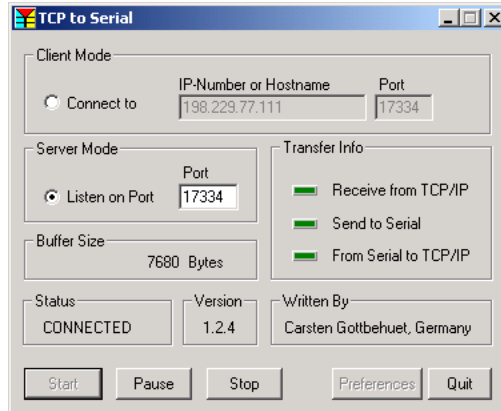 TCP to Serial
Client Mode
IP-Number or Hostname Port
Connect to 198.229.77.111 17334
Server Mode
Port
Listen on Port 17334
Transfer Info
Receive from TCP/IP
Send to Serial
From Serial to TCP/IP
Buffer Size
7680 Bytes
Status
CONNECTED
Version
1.2.4
Written By
Carsten Gottbehuet, Germany
Start Pause Stop Preferences Quit